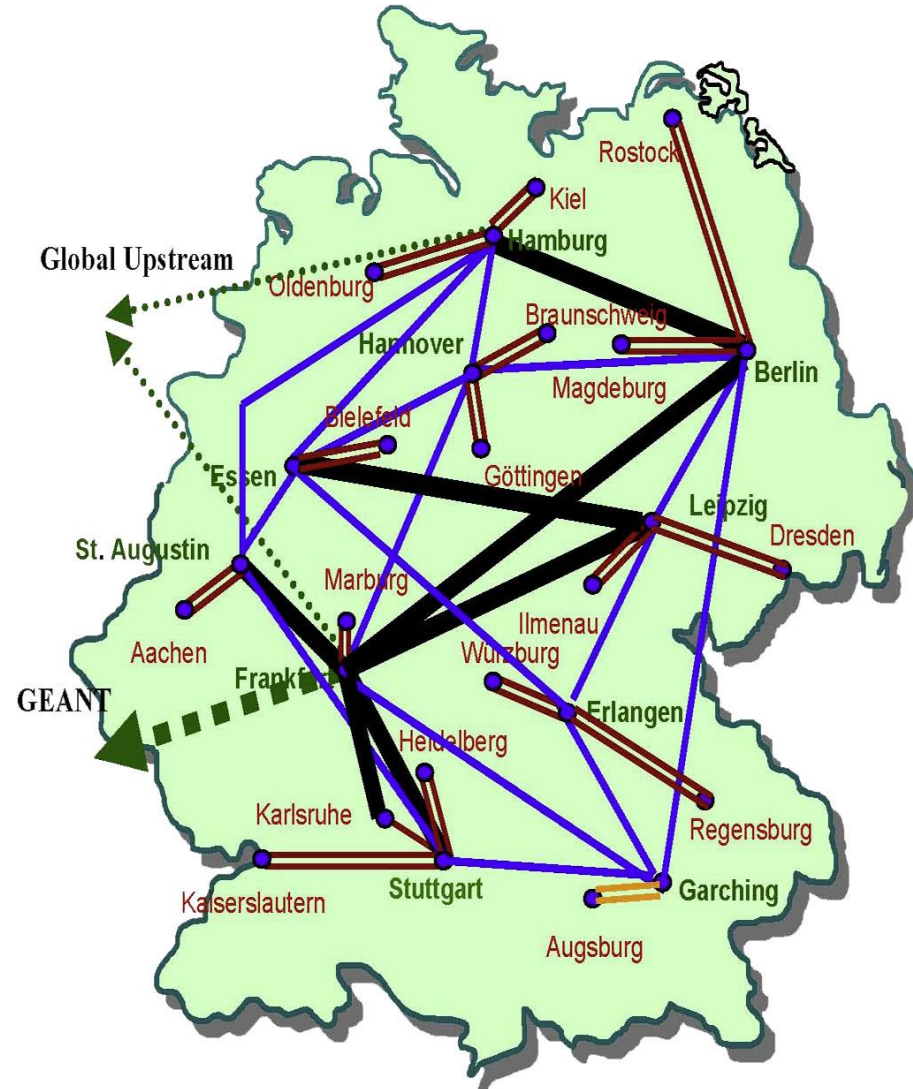 Rostock
Kiel
Hamburg
Global Upstream
Oldenburg
Braunschweig
Hannover
Berlin
Magdeburg
Bielefeld
Essen
Göttingen
Leipzig
St. Augustin
Dresden
Marburg
Ilmenau
Aachen
Würzburg
Frankfurt
GEANT
Erlangen
Heidelberg
Karlsruhe
Regensburg
Stuttgart
Garching
Kaiserslautern
Augsburg